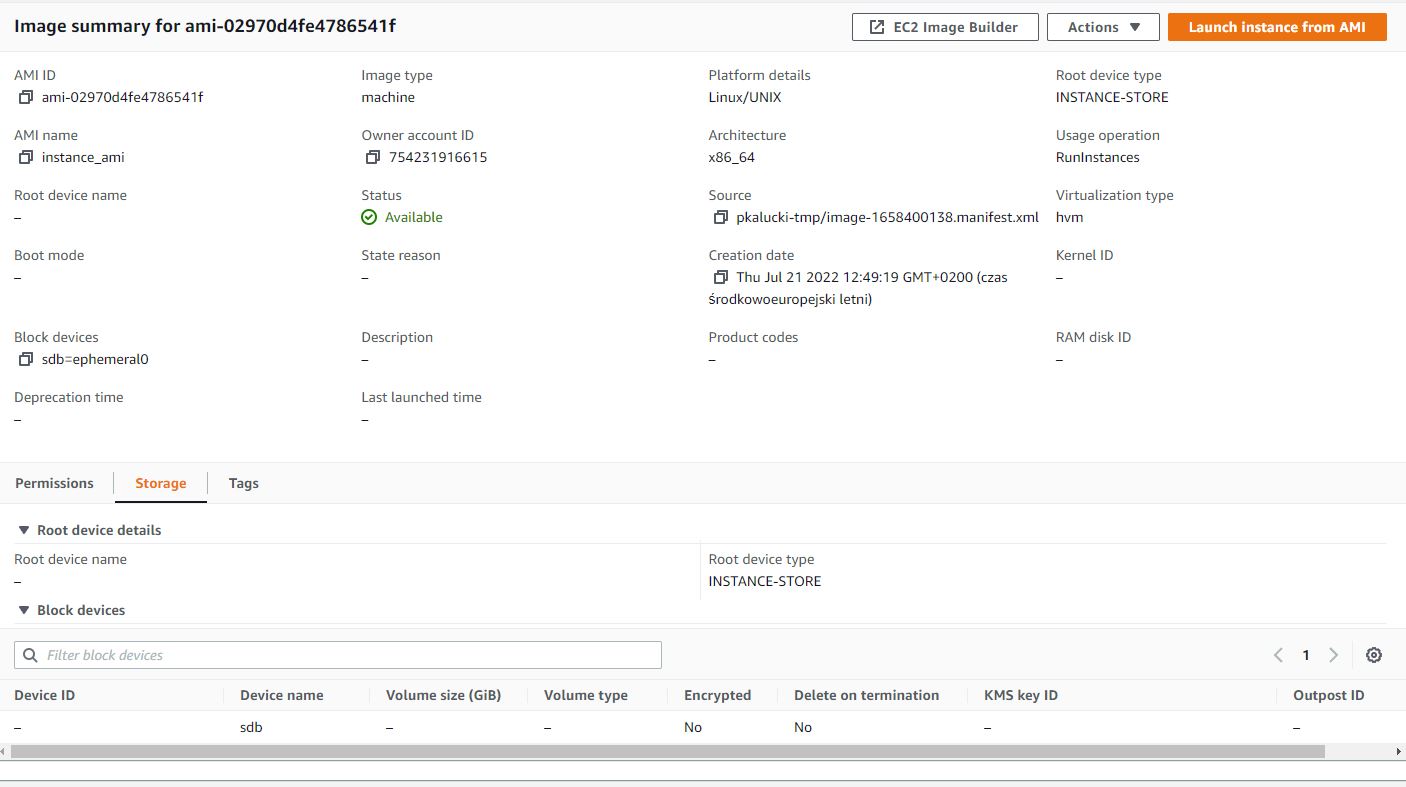 Image summary for ami-02970d4fe4786541f
EC2 Image Builder
Actions
Launch instance from AMI
AMI ID
ami-02970d4fe4786541f
Image type
machine
Platform details
Linux/UNIX
Root device type
INSTANCE-STORE
AMI name
instance_ami
Owner account ID
754231916615
Architecture
x86_64
Usage operation
RunInstances
Root device name
–
Status
Available
Source
pkalucki-tmp/image-1658400138.manifest.xml
Virtualization type
hvm
Boot mode
–
State reason
–
Creation date
Thu Jul 21 2022 12:49:19 GMT+0200 (czas
środkowoeuropejski letni)
Kernel ID
–
Block devices
sdb=ephemeral0
Description
–
Product codes
–
RAM disk ID
–
Deprecation time
–
Last launched time
–
Permissions
Storage
Tags
Root device details
Root device name
–
Root device type
INSTANCE-STORE
Block devices
Filter block devices
1
Device ID Device name Volume size (GiB) Volume type Encrypted Delete on termination KMS key ID Outpost ID
– sdb – – No No – –